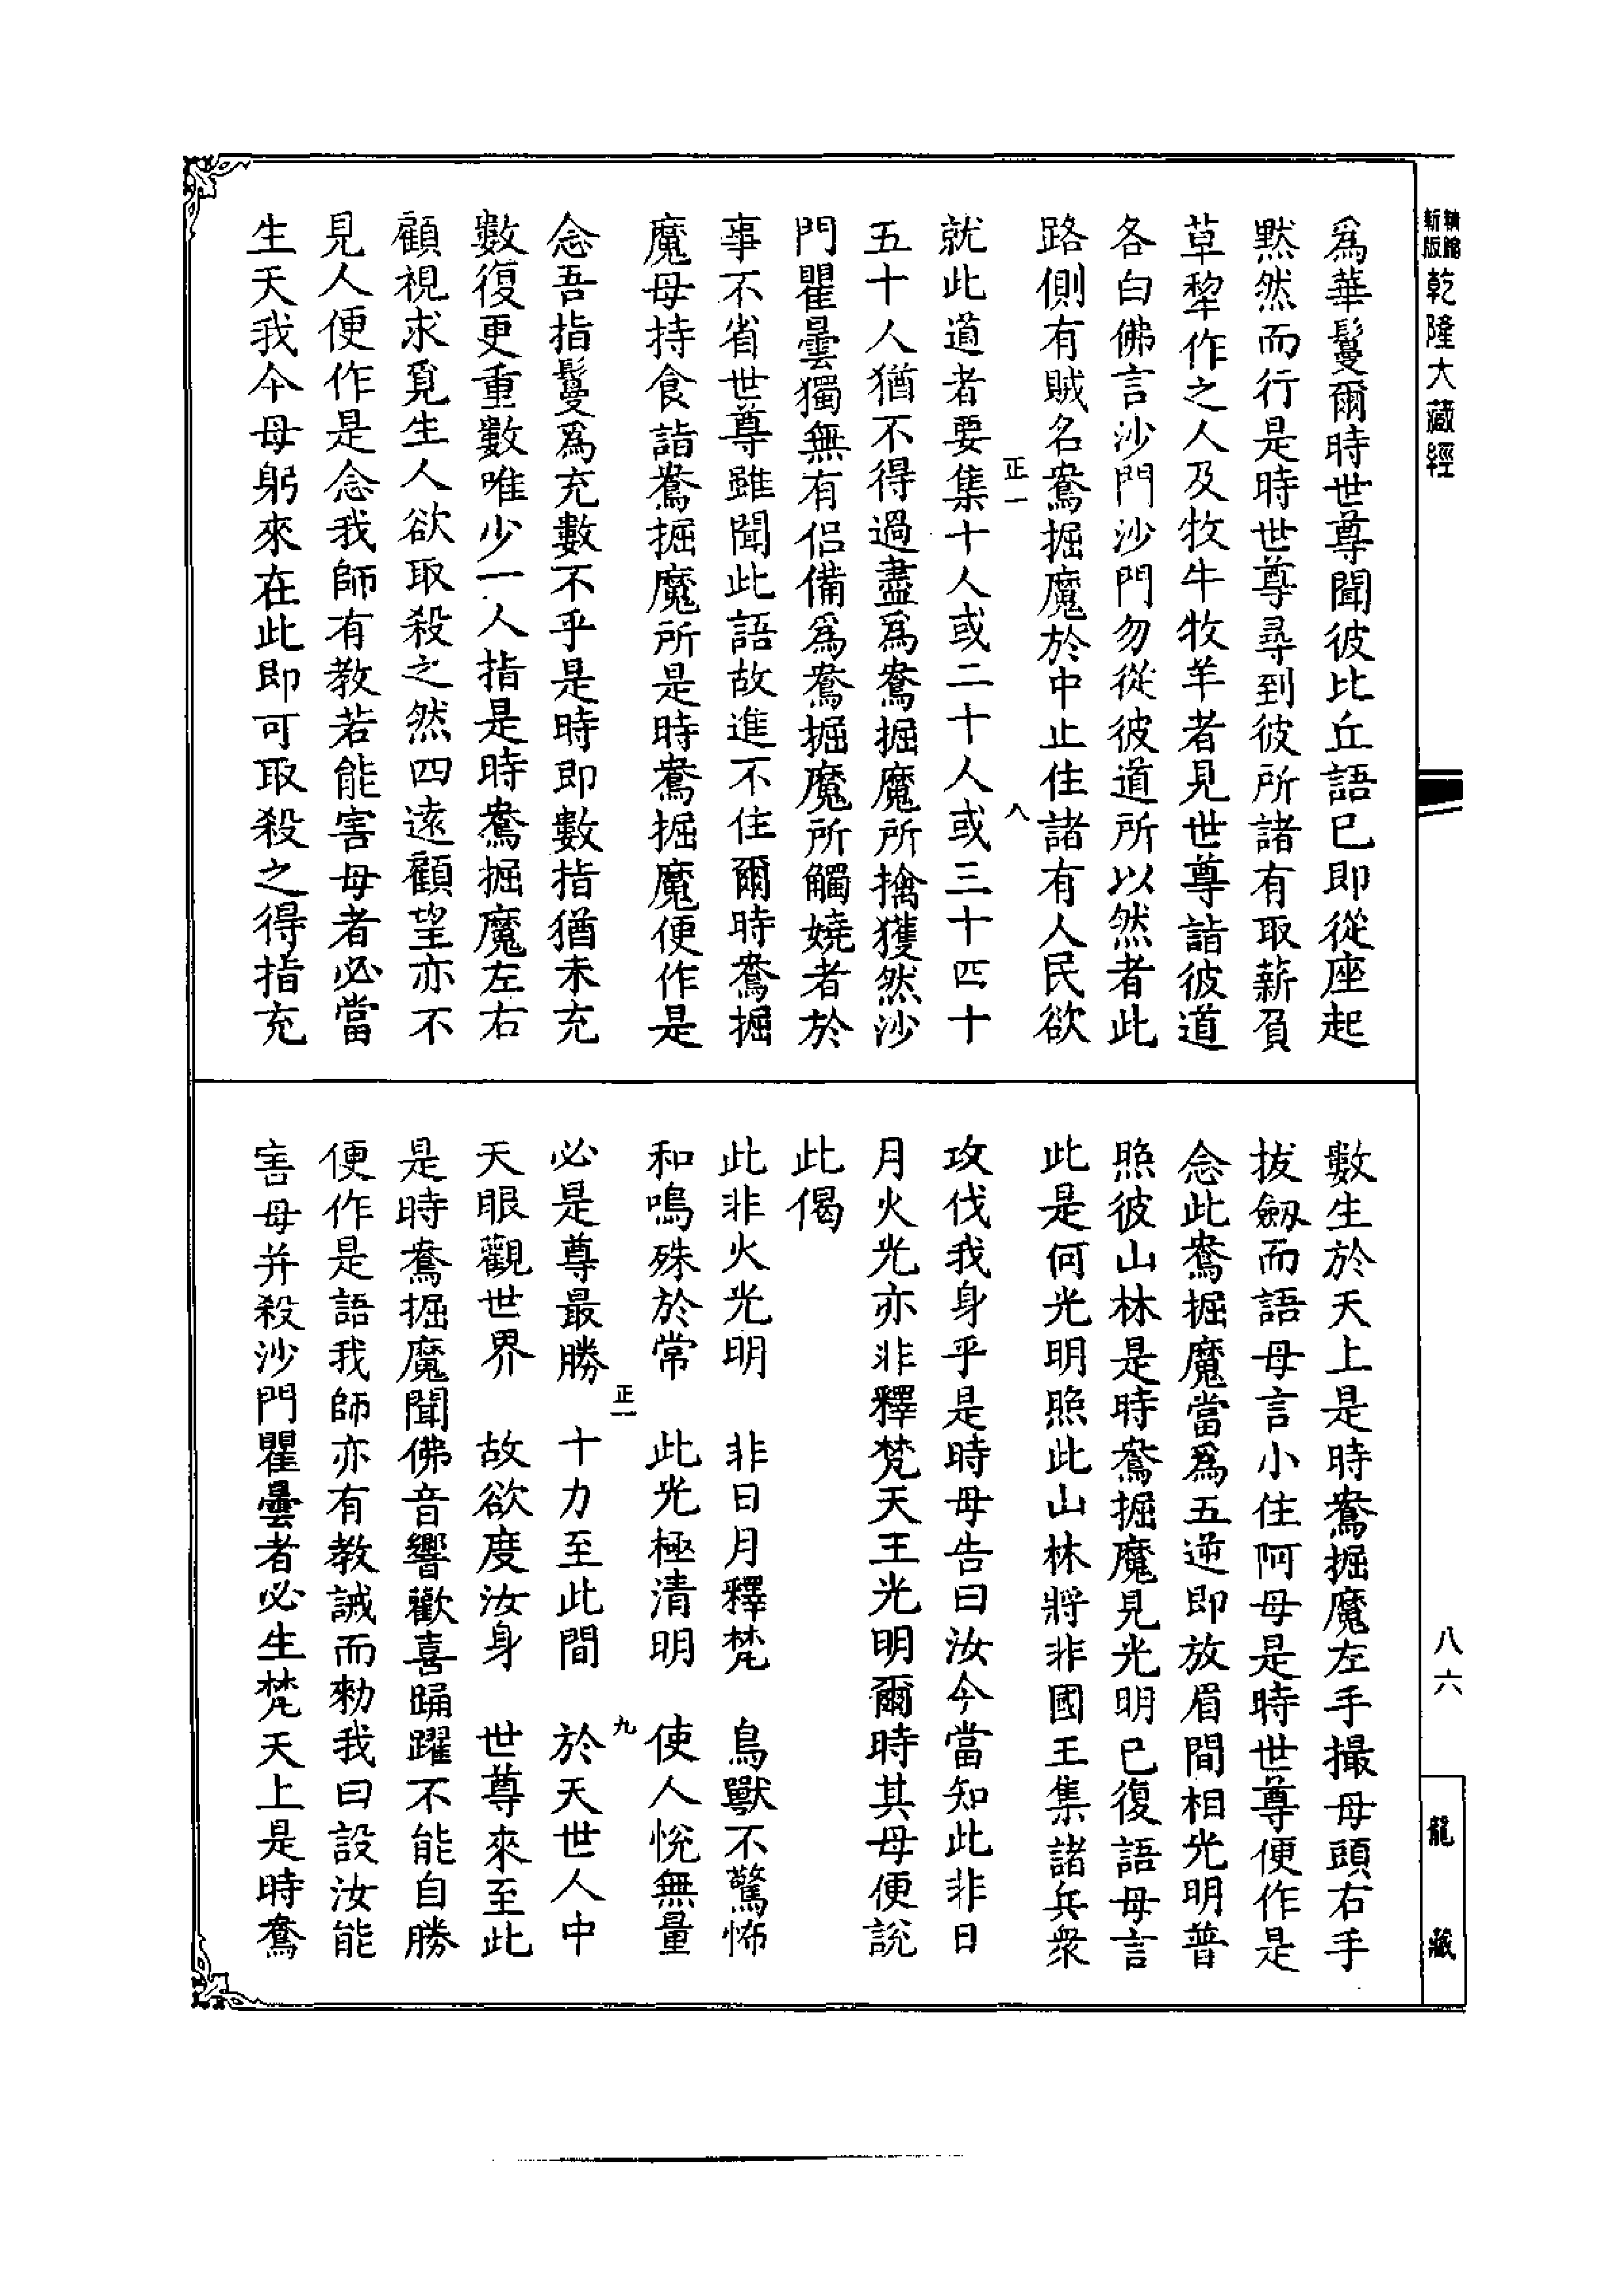 精縮
新版
乾隆大藏經
為華鬘爾時世尊聞彼比丘語已即從座起
默然而行是時世尊尋到彼所諸有取薪負
草犂作之人及牧牛牧羊者見世尊詣彼道
各白佛言沙門沙門勿從彼道所以然者此
路側有賊名鴦掘魔於中止住諸有人民欲
正一
八
就此道者要集十人或二十人或三十四十
五十人猶不得過盡為鴦掘魔所擒獲然沙
門瞿曇獨無有侶備為鴦掘魔所觸嬈者於
事不省世尊雖聞此語故進不住爾時鴦掘
魔母持食詣鴦掘魔所是時鴦掘魔便作是
念吾指鬘為充數不乎是時即數指猶未充
數復更重數唯少一人指是時鴦掘魔左右
顧視求覓生人欲取殺之然四遠顧望亦不
見人便作是念我師有教若能害母者必當
生天我今母躬來在此即可取殺之得指充
數生於天上是時鴦掘魔左手撮母頭右手
拔劒而語母言小住阿母是時世尊便作是
念此鴦掘魔當為五逆即放眉間相光明普
照彼山林是時鴦掘魔見光明已復語母言
此是何光明照此山林將非國王集諸兵衆
攻伐我身乎是時母告曰汝今當知此非日
月火光亦非釋梵天王光明爾時其母便說
此偈
此非火光明　非日月釋梵　鳥獸不驚怖
和鳴殊於常　此光極清明　使人悅無量
正一
九
必是尊最勝　十力至此間　於天世人中
天眼觀世界　故欲度汝身　世尊來至此
是時鴦掘魔聞佛音響歡喜踊躍不能自勝
便作是語我師亦有教誡而勑我曰設汝能
害母并殺沙門瞿曇者必生梵天上是時鴦
八六
龍藏